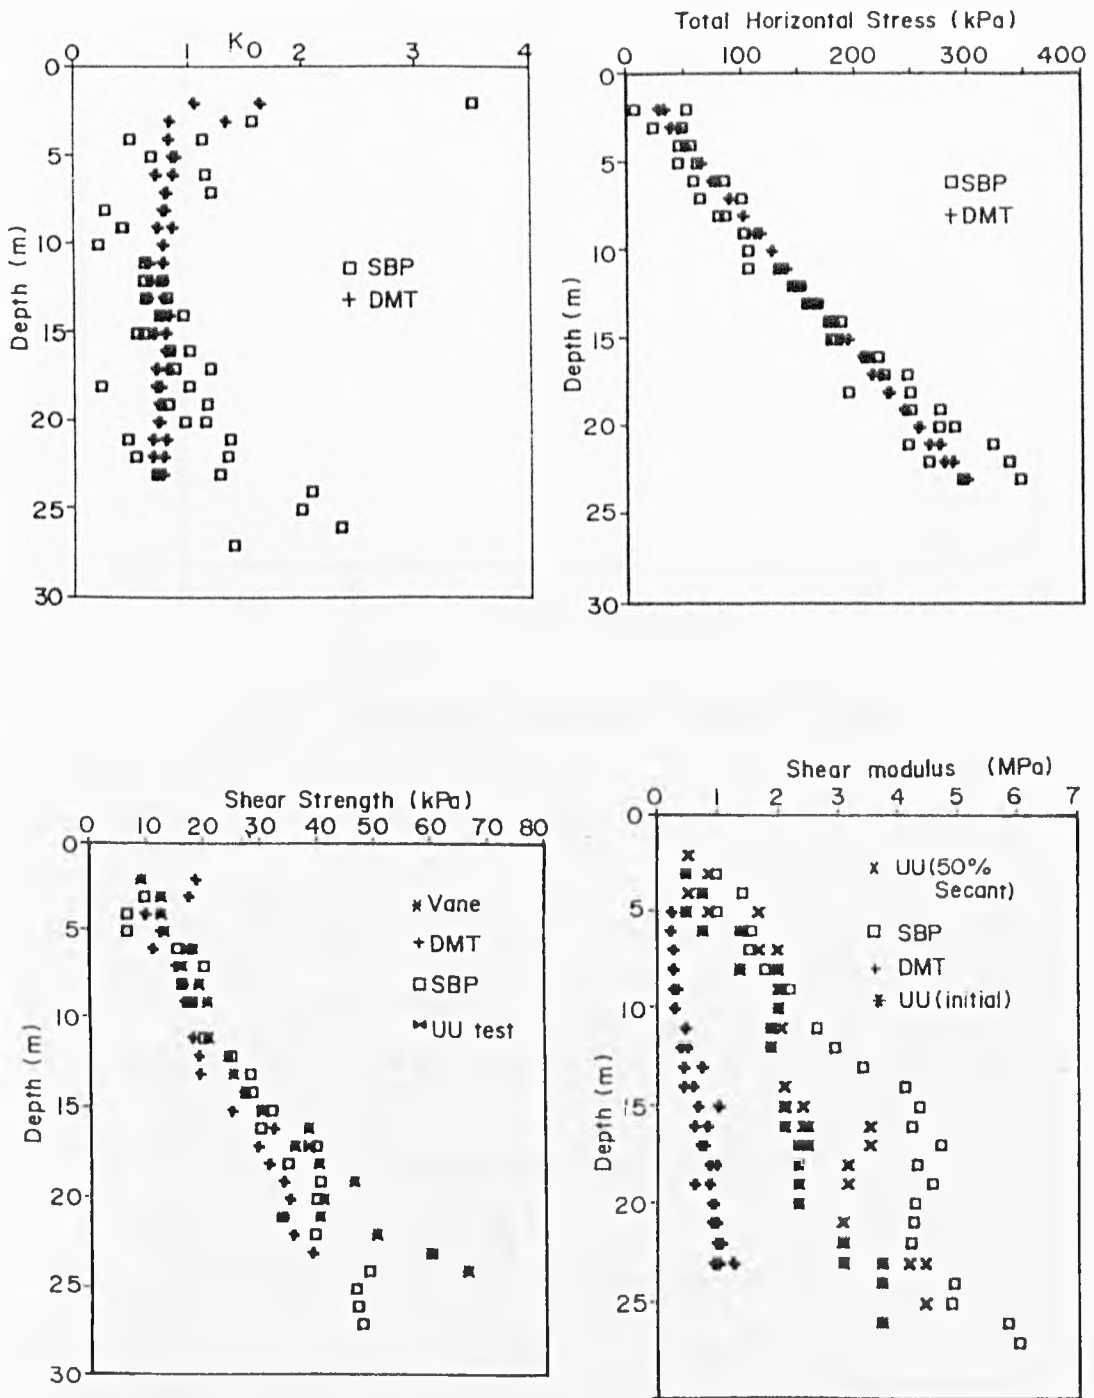 K0
0 1 2 3 4
0
5
10
15
20
25
30
Depth (m)
SBP
DMT
Total Horizontal Stress (kPa)
0 100 200 300 400
0
5
10
15
20
25
30
Depth (m)
SBP
DMT
Shear Strength (kPa)
0 10 20 30 40 50 60 70 80
0
5
10
15
20
25
30
Depth (m)
Vane
DMT
SBP
UU test
Shear modulus (MPa)
0 1 2 3 4 5 6 7
0
5
10
15
20
25
Depth (m)
UU (50%
Secant)
SBP
DMT
UU (initial)